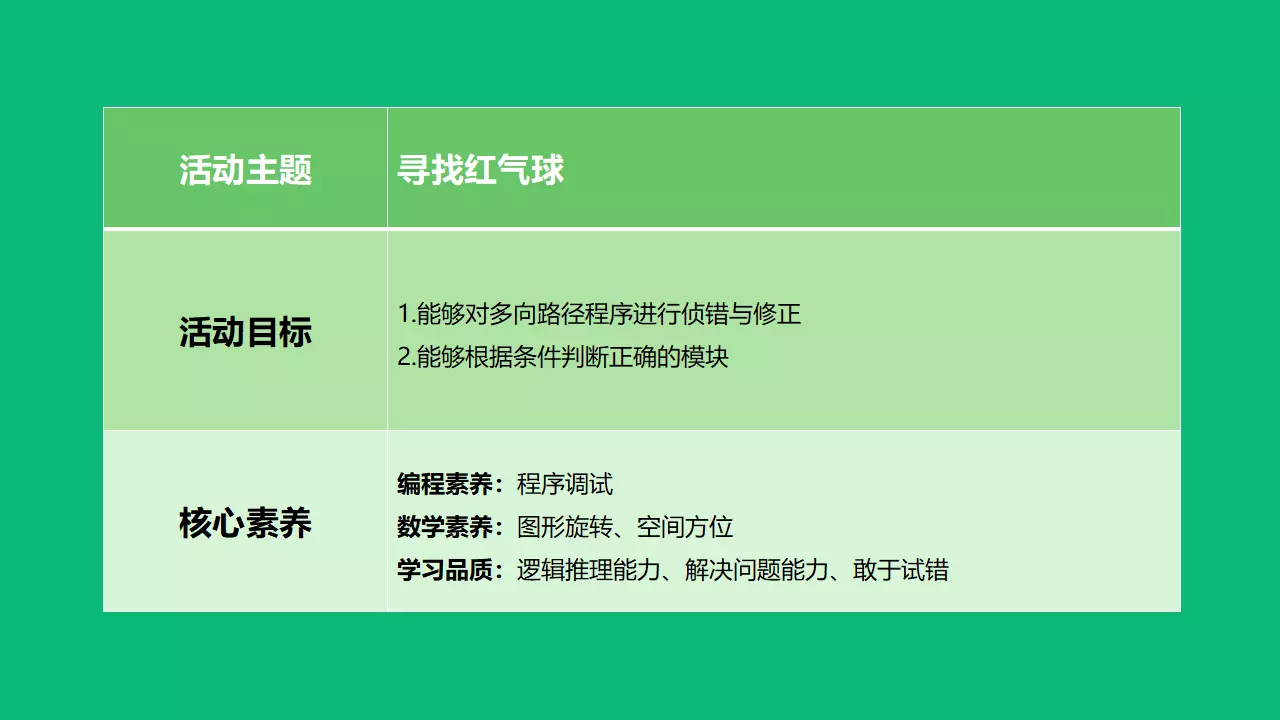 活动主题
寻找红气球
活动目标
1.能够对多向路径程序进行侦错与修正
2.能够根据条件判断正确的模块
核心素养
编程素养：程序调试
数学素养：图形旋转、空间方位
学习品质：逻辑推理能力、解决问题能力、敢于试错